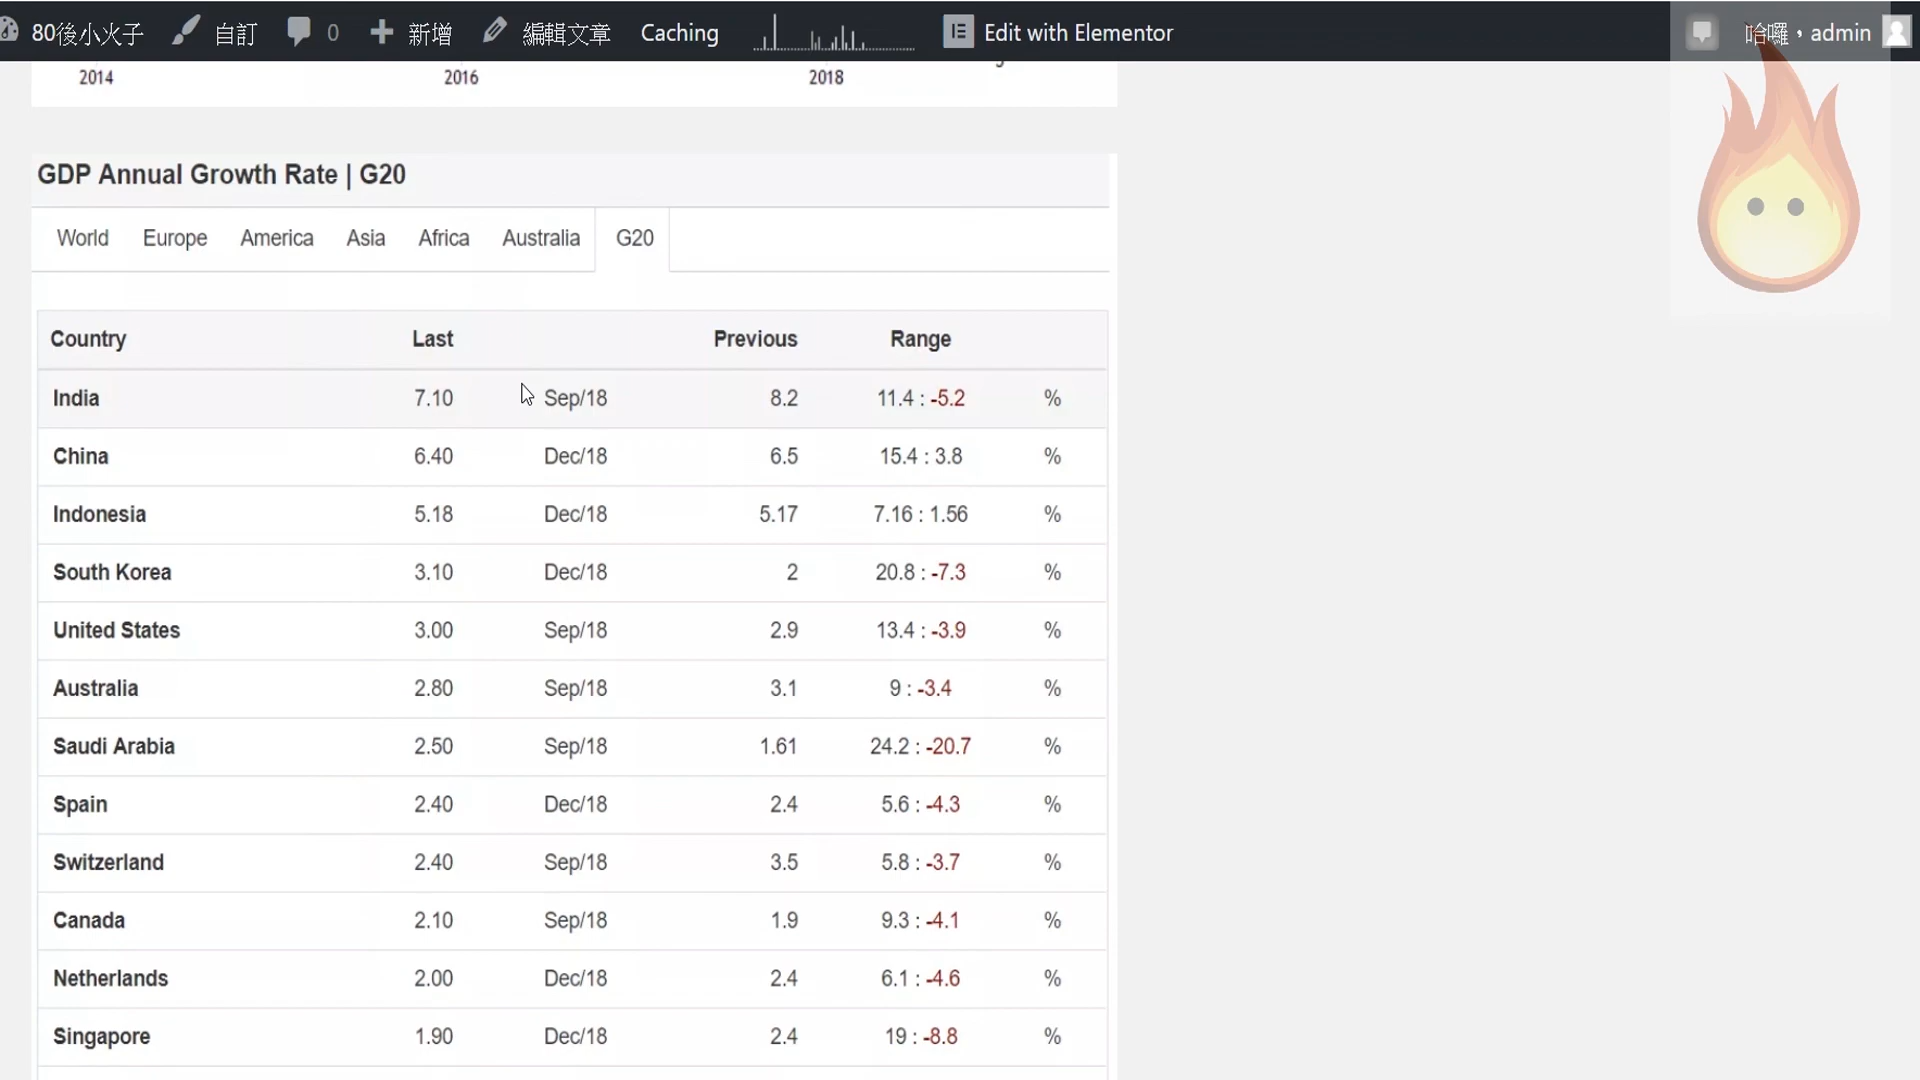 80後小火子 自訂 0 新增 編輯文章 Caching Edit with Elementor 哈囉，admin
2014 2016 2018
GDP Annual Growth Rate | G20
World Europe America Asia Africa Australia G20
Country Last Previous Range
India 7.10 Sep/18 8.2 11.4 : -5.2 %
China 6.40 Dec/18 6.5 15.4 : 3.8 %
Indonesia 5.18 Dec/18 5.17 7.16 : 1.56 %
South Korea 3.10 Dec/18 2 20.8 : -7.3 %
United States 3.00 Sep/18 2.9 13.4 : -3.9 %
Australia 2.80 Sep/18 3.1 9 : -3.4 %
Saudi Arabia 2.50 Sep/18 1.61 24.2 : -20.7 %
Spain 2.40 Dec/18 2.4 5.6 : -4.3 %
Switzerland 2.40 Sep/18 3.5 5.8 : -3.7 %
Canada 2.10 Sep/18 1.9 9.3 : -4.1 %
Netherlands 2.00 Dec/18 2.4 6.1 : -4.6 %
Singapore 1.90 Dec/18 2.4 19 : -8.8 %